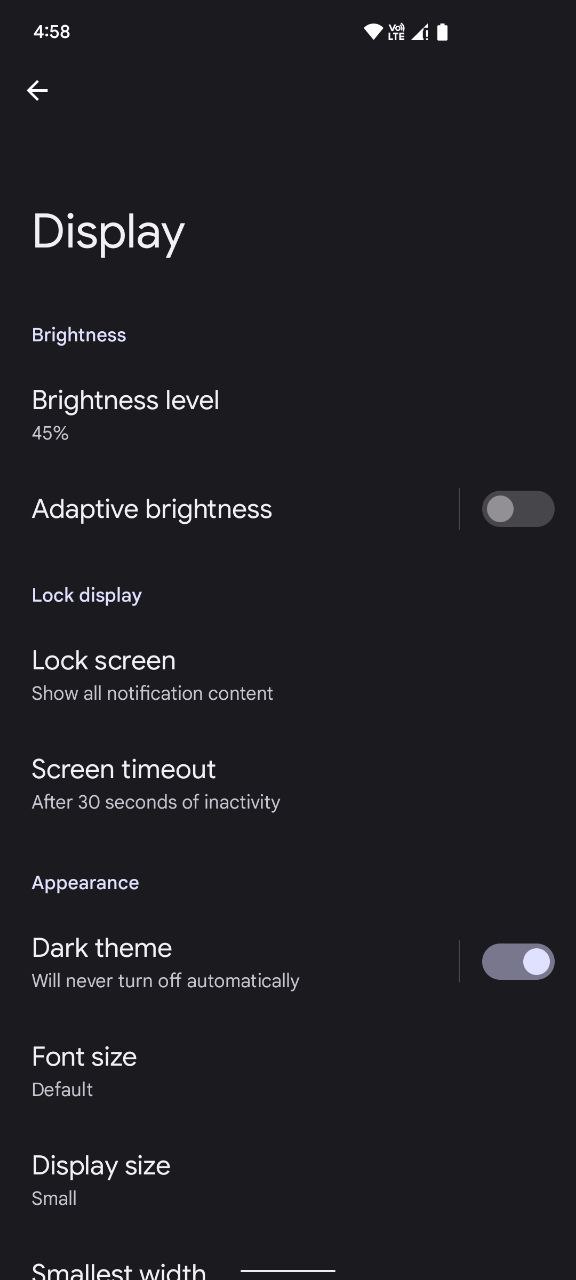 4:58
Vo))
LTE
Display
Brightness
Brightness level
45%
Adaptive brightness
Lock display
Lock screen
Show all notification content
Screen timeout
After 30 seconds of inactivity
Appearance
Dark theme
Will never turn off automatically
Font size
Default
Display size
Small
Smallest width